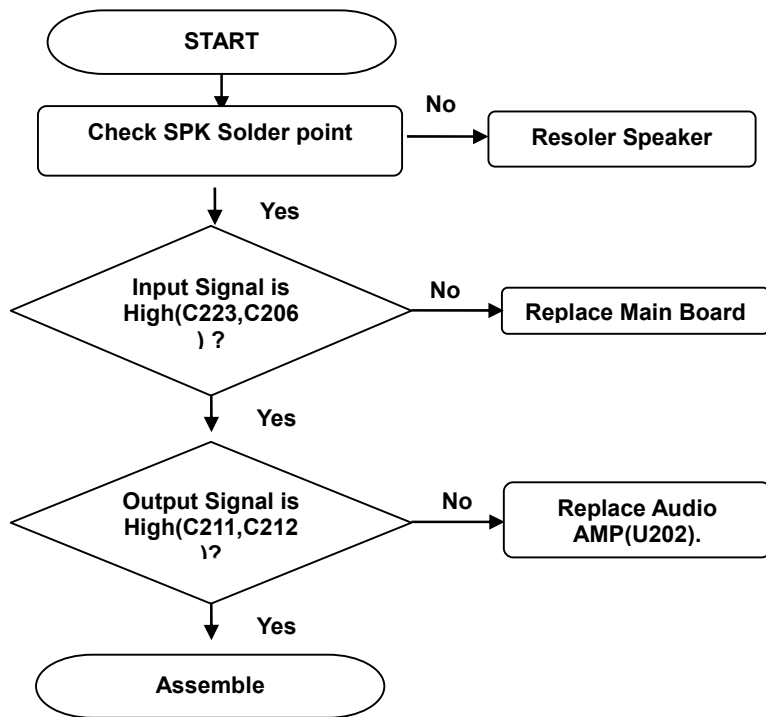 START
Check SPK Solder point
No
Resoler Speaker
Yes
Input Signal is
High(C223,C206
) ?
No
Replace Main Board
Yes
Output Signal is
High(C211,C212
)?
No
Replace Audio
AMP(U202).
Yes
Assemble